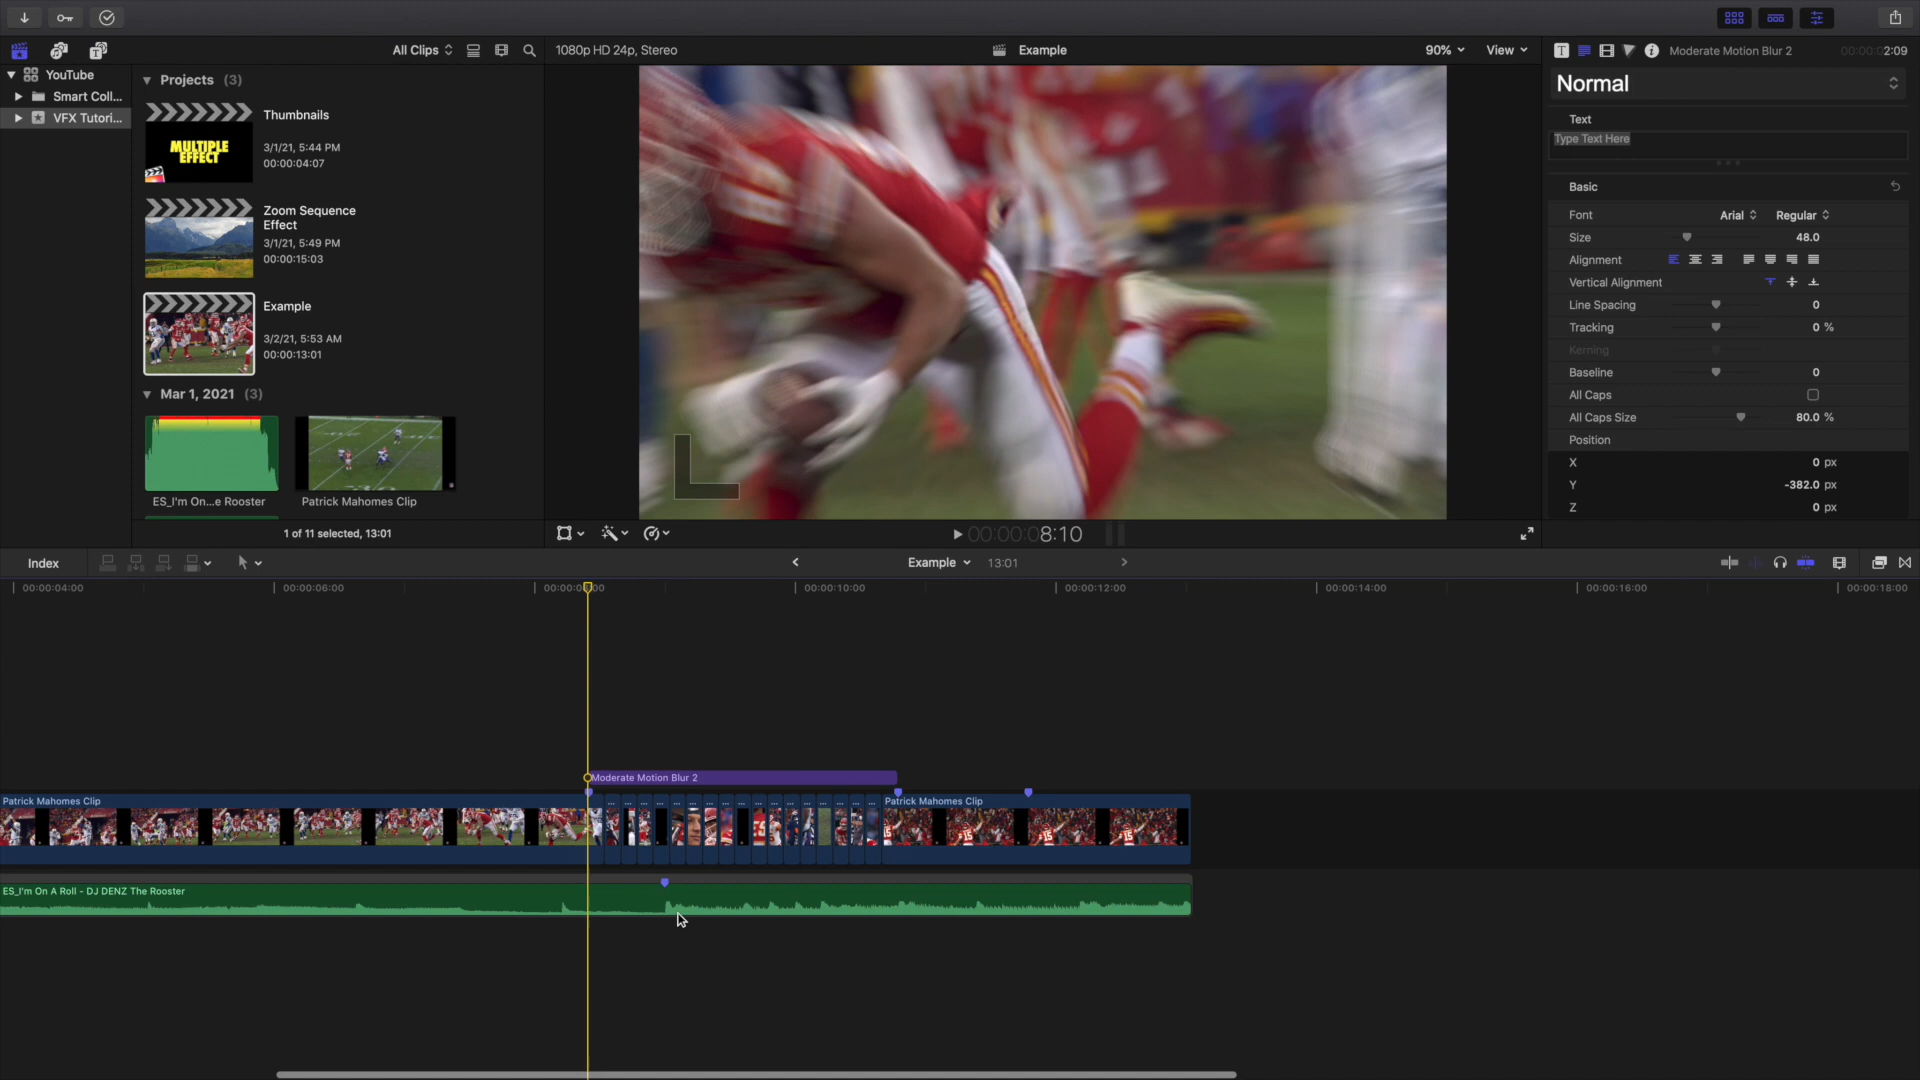 All Clips
1080p HD 24p, Stereo
Example
90%
View
Moderate Motion Blur 2
00:00:02:09
YouTube
Smart Coll...
VFX Tutori...
Projects (3)
MULTIPLE
EFFECT
Thumbnails
3/1/21, 5:44 PM
00:00:04:07
Zoom Sequence
Effect
3/1/21, 5:49 PM
00:00:15:03
Example
3/2/21, 5:53 AM
00:00:13:01
Mar 1, 2021 (3)
ES_I'm On...e Rooster
Patrick Mahomes Clip
1 of 11 selected, 13:01
00:00:08:10
Normal
Text
Type Text Here
Basic
Font
Arial
Regular
Size
48.0
Alignment
Vertical Alignment
Line Spacing
0
Tracking
0 %
Kerning
Baseline
0
All Caps
All Caps Size
80.0 %
Position
X
0 px
Y
-382.0 px
Z
0 px
Index
Example
13:01
00:00:04:00
00:00:06:00
00:00:10:00
00:00:12:00
00:00:14:00
00:00:16:00
00:00:18:00
Moderate Motion Blur 2
Patrick Mahomes Clip
... ... ... ... ... ... ... ... ... ... ... ... ... ... ... ... ...
Patrick Mahomes Clip
ES_I'm On A Roll - DJ DENZ The Rooster